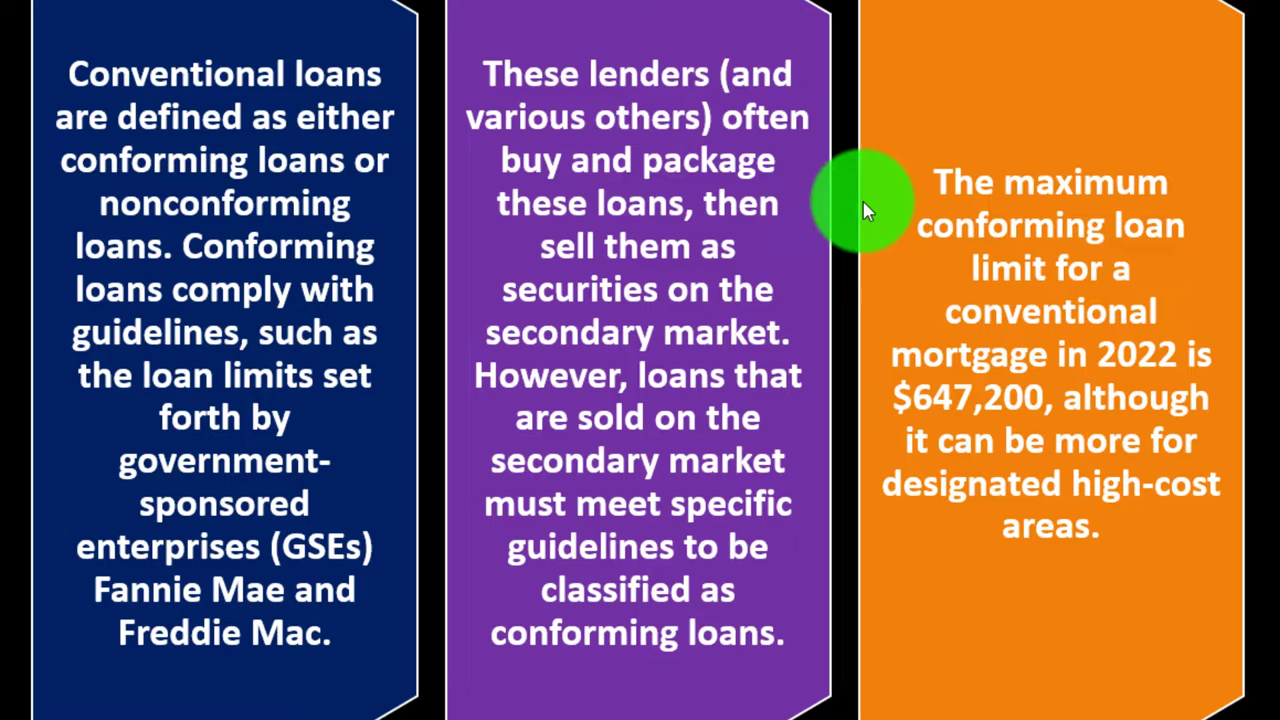 Conventional loans
are defined as either
conforming loans or
nonconforming
loans. Conforming
loans comply with
guidelines, such as
the loan limits set
forth by
government-
sponsored
enterprises (GSEs)
Fannie Mae and
Freddie Mac.
These lenders (and
various others) often
buy and package
these loans, then
sell them as
securities on the
secondary market.
However, loans that
are sold on the
secondary market
must meet specific
guidelines to be
classified as
conforming loans.
The maximum
conforming loan
limit for a
conventional
mortgage in 2022 is
$647,200, although
it can be more for
designated high-cost
areas.